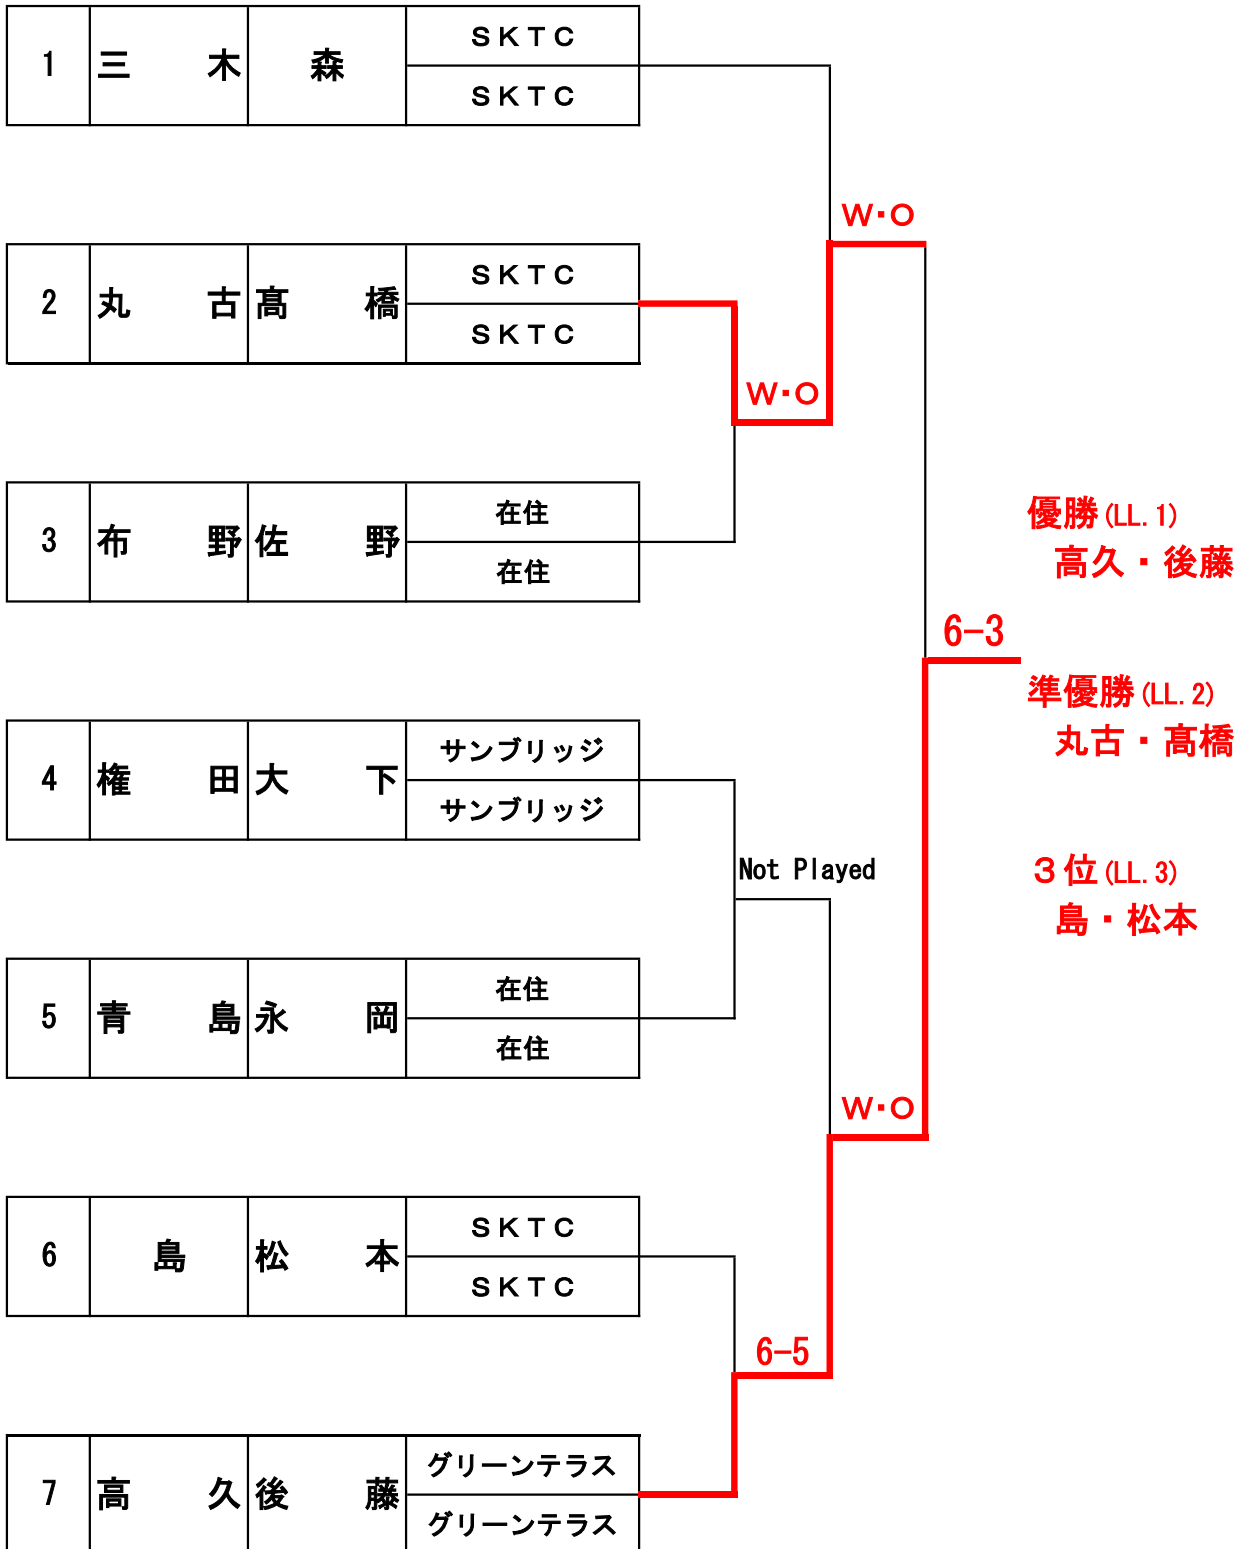 1 三木 森 ＳＫＴＣ
ＳＫＴＣ
W・O
2 丸古 髙橋 ＳＫＴＣ
ＳＫＴＣ
W・O
3 布野 佐野 在住
在住
優勝(LL.1)
高久・後藤
6-3
準優勝(LL.2)
丸古・髙橋
4 権田 大下 サンブリッジ
サンブリッジ
Not Played
３位(LL.3)
島・松本
5 青島 永岡 在住
在住
W・O
6 島 松本 ＳＫＴＣ
ＳＫＴＣ
6-5
7 高久 後藤 グリーンテラス
グリーンテラス